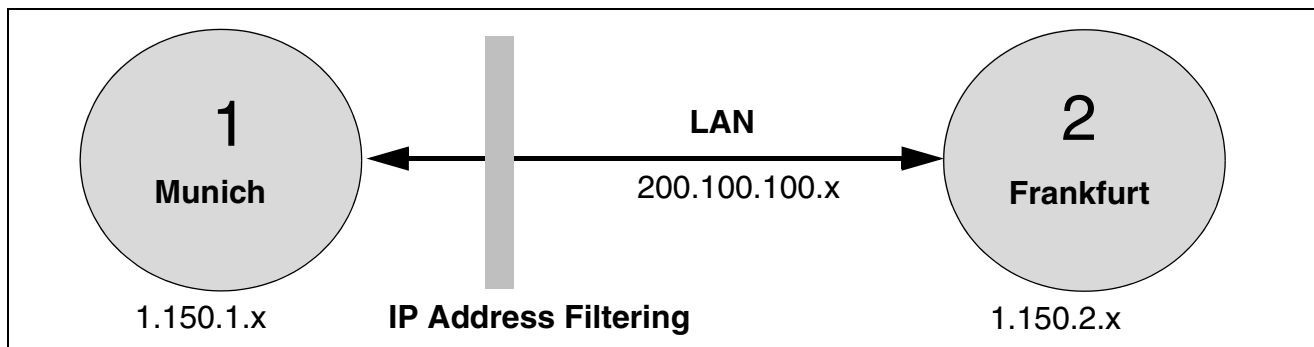 1
Munich
1.150.1.x
IP Address Filtering
LAN
200.100.100.x
2
Frankfurt
1.150.2.x